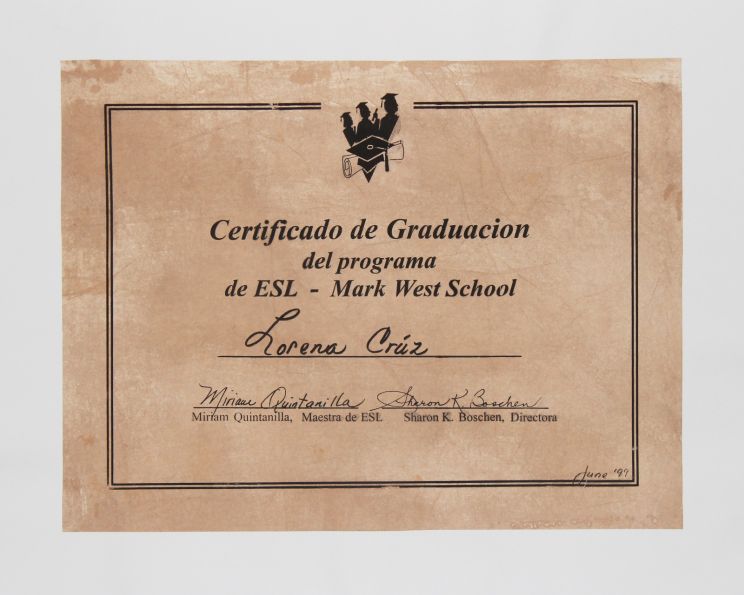 Certificado de Graduacion
del programa
de ESL - Mark West School
Lorena Crúz
Miriam Quintanilla Sharon K. Boschen
Miriam Quintanilla, Maestra de ESL Sharon K. Boschen, Directora
June '97